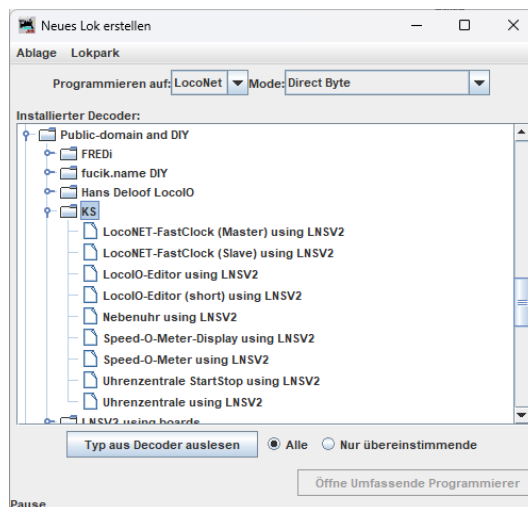 Neues Lok erstellen
Ablage Lokpark
Programmieren auf: LocoNet Mode: Direct Byte
Installierter Decoder:
Public-domain and DIY
FREDi
fucik.name DIY
Hans Deloof LocoIO
KS
LocoNET-FastClock (Master) using LNSV2
LocoNET-FastClock (Slave) using LNSV2
LocoIO-Editor using LNSV2
LocoIO-Editor (short) using LNSV2
Nebenuhr using LNSV2
Speed-O-Meter-Display using LNSV2
Speed-O-Meter using LNSV2
Uhrenzentrale StartStop using LNSV2
Uhrenzentrale using LNSV2
LNSV2 using boards
Typ aus Decoder auslesen Alle Nur übereinstimmende
Öffne Umfassende Programmierer
Pause